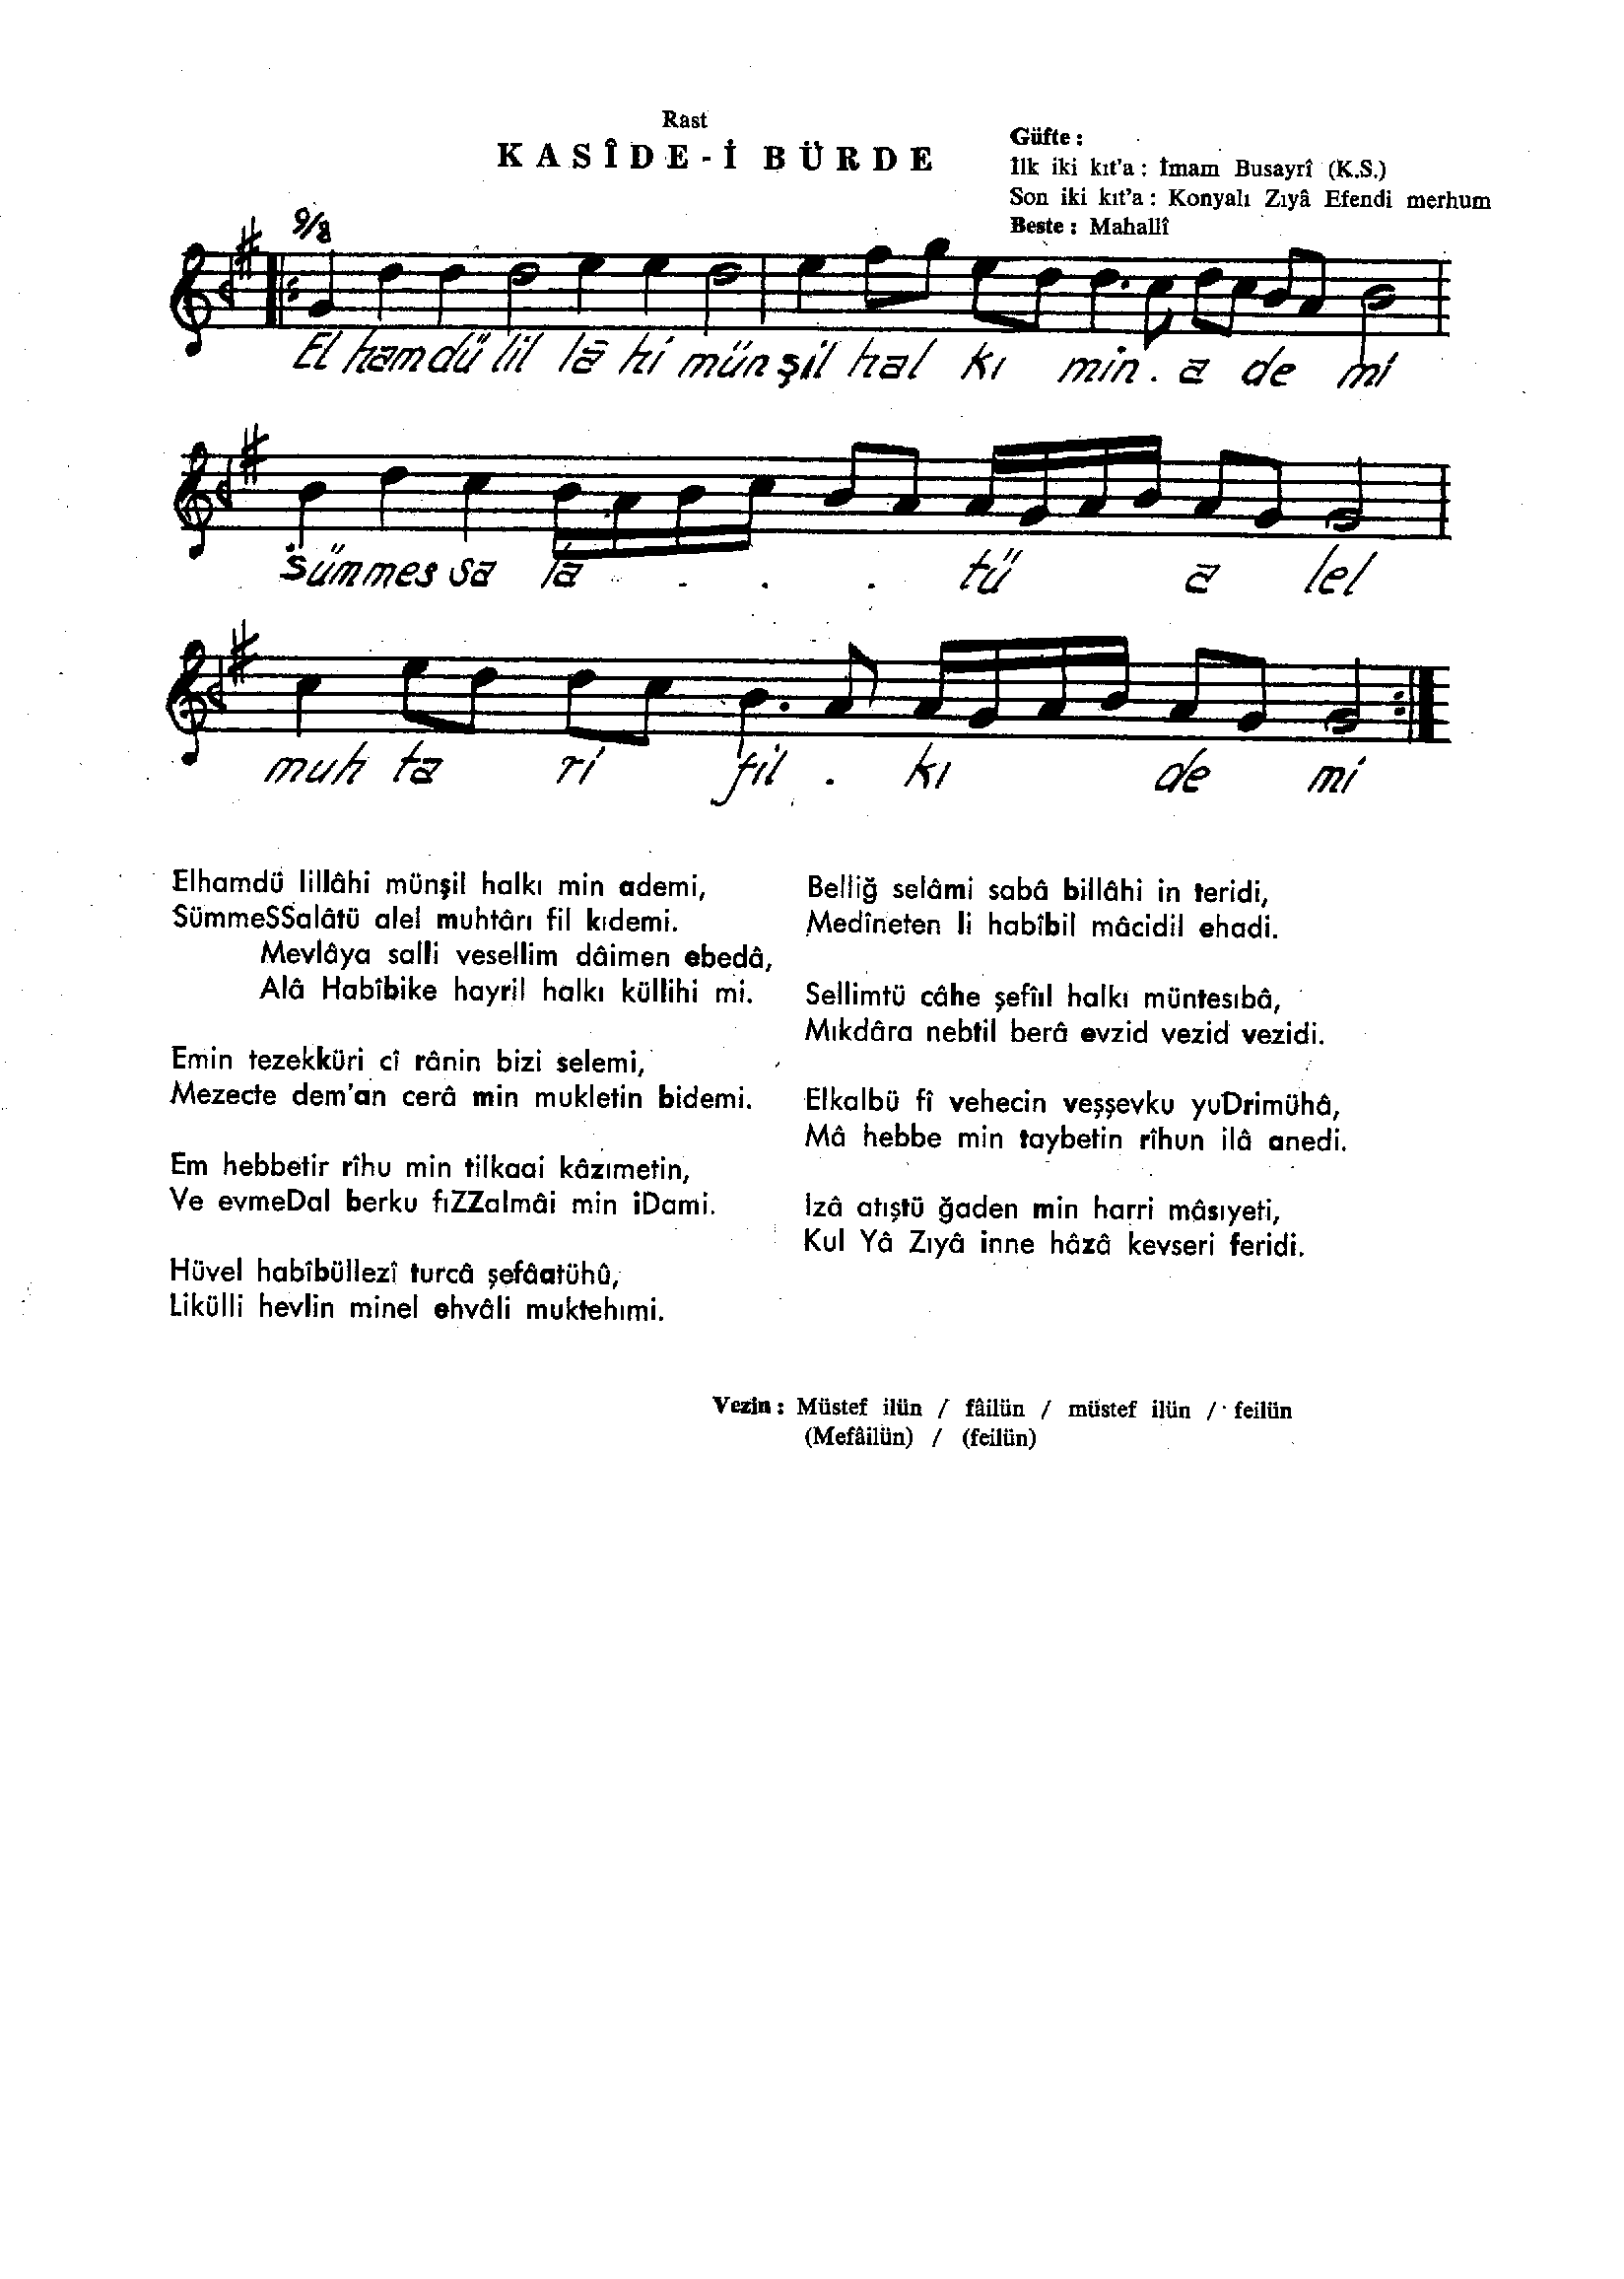 Rast
KASÎDE-İ BÜRDE
Güfte :
İlk iki kıt'a : İmam Busayrî (K.S.)
Son iki kıt'a : Konyalı Zıyâ Efendi merhum
Beste : Mahallî
9/8
El hamdü lil lâ hi mün şil hal kı min . a de mi
sümmes sa lâ - . . tü a lel
muh ta ri fil . kı de mi
Elhamdü lillâhi münşil halkı min ademi,
SümmeSSalâtü alel muhtârı fil kıdemi.
Mevlâya salli vesellim dâimen ebedâ,
Alâ Habîbike hayril halkı küllihi mi.
Emin tezekküri cî rânin bizi selemi,
Mezecte dem'an cerâ min mukletin bidemi.
Em hebbetir rîhu min tilkaai kâzımetin,
Ve evmeDal berku fıZZalmâi min iDami.
Hüvel habîbüllezî turcâ şefâatühû,
Likülli hevlin minel ehvâli muktehımi.
Belliğ selâmi sabâ billâhi in teridi,
Medîneten li habîbil mâcidil ehadi.
Sellimtü câhe şefîıl halkı müntesıbâ,
Mıkdâra nebtil berâ evzid vezid vezidi.
Elkalbü fî vehecin veşşevku yuDrimühâ,
Mâ hebbe min taybetin rîhun ilâ anedi.
Izâ atıştü ğaden min harri mâsıyeti,
Kul Yâ Zıyâ inne hâzâ kevseri feridi.
Vezin : Müstef ilün / fâilün / müstef ilün / feilün
(Mefâilün) / (feilün)